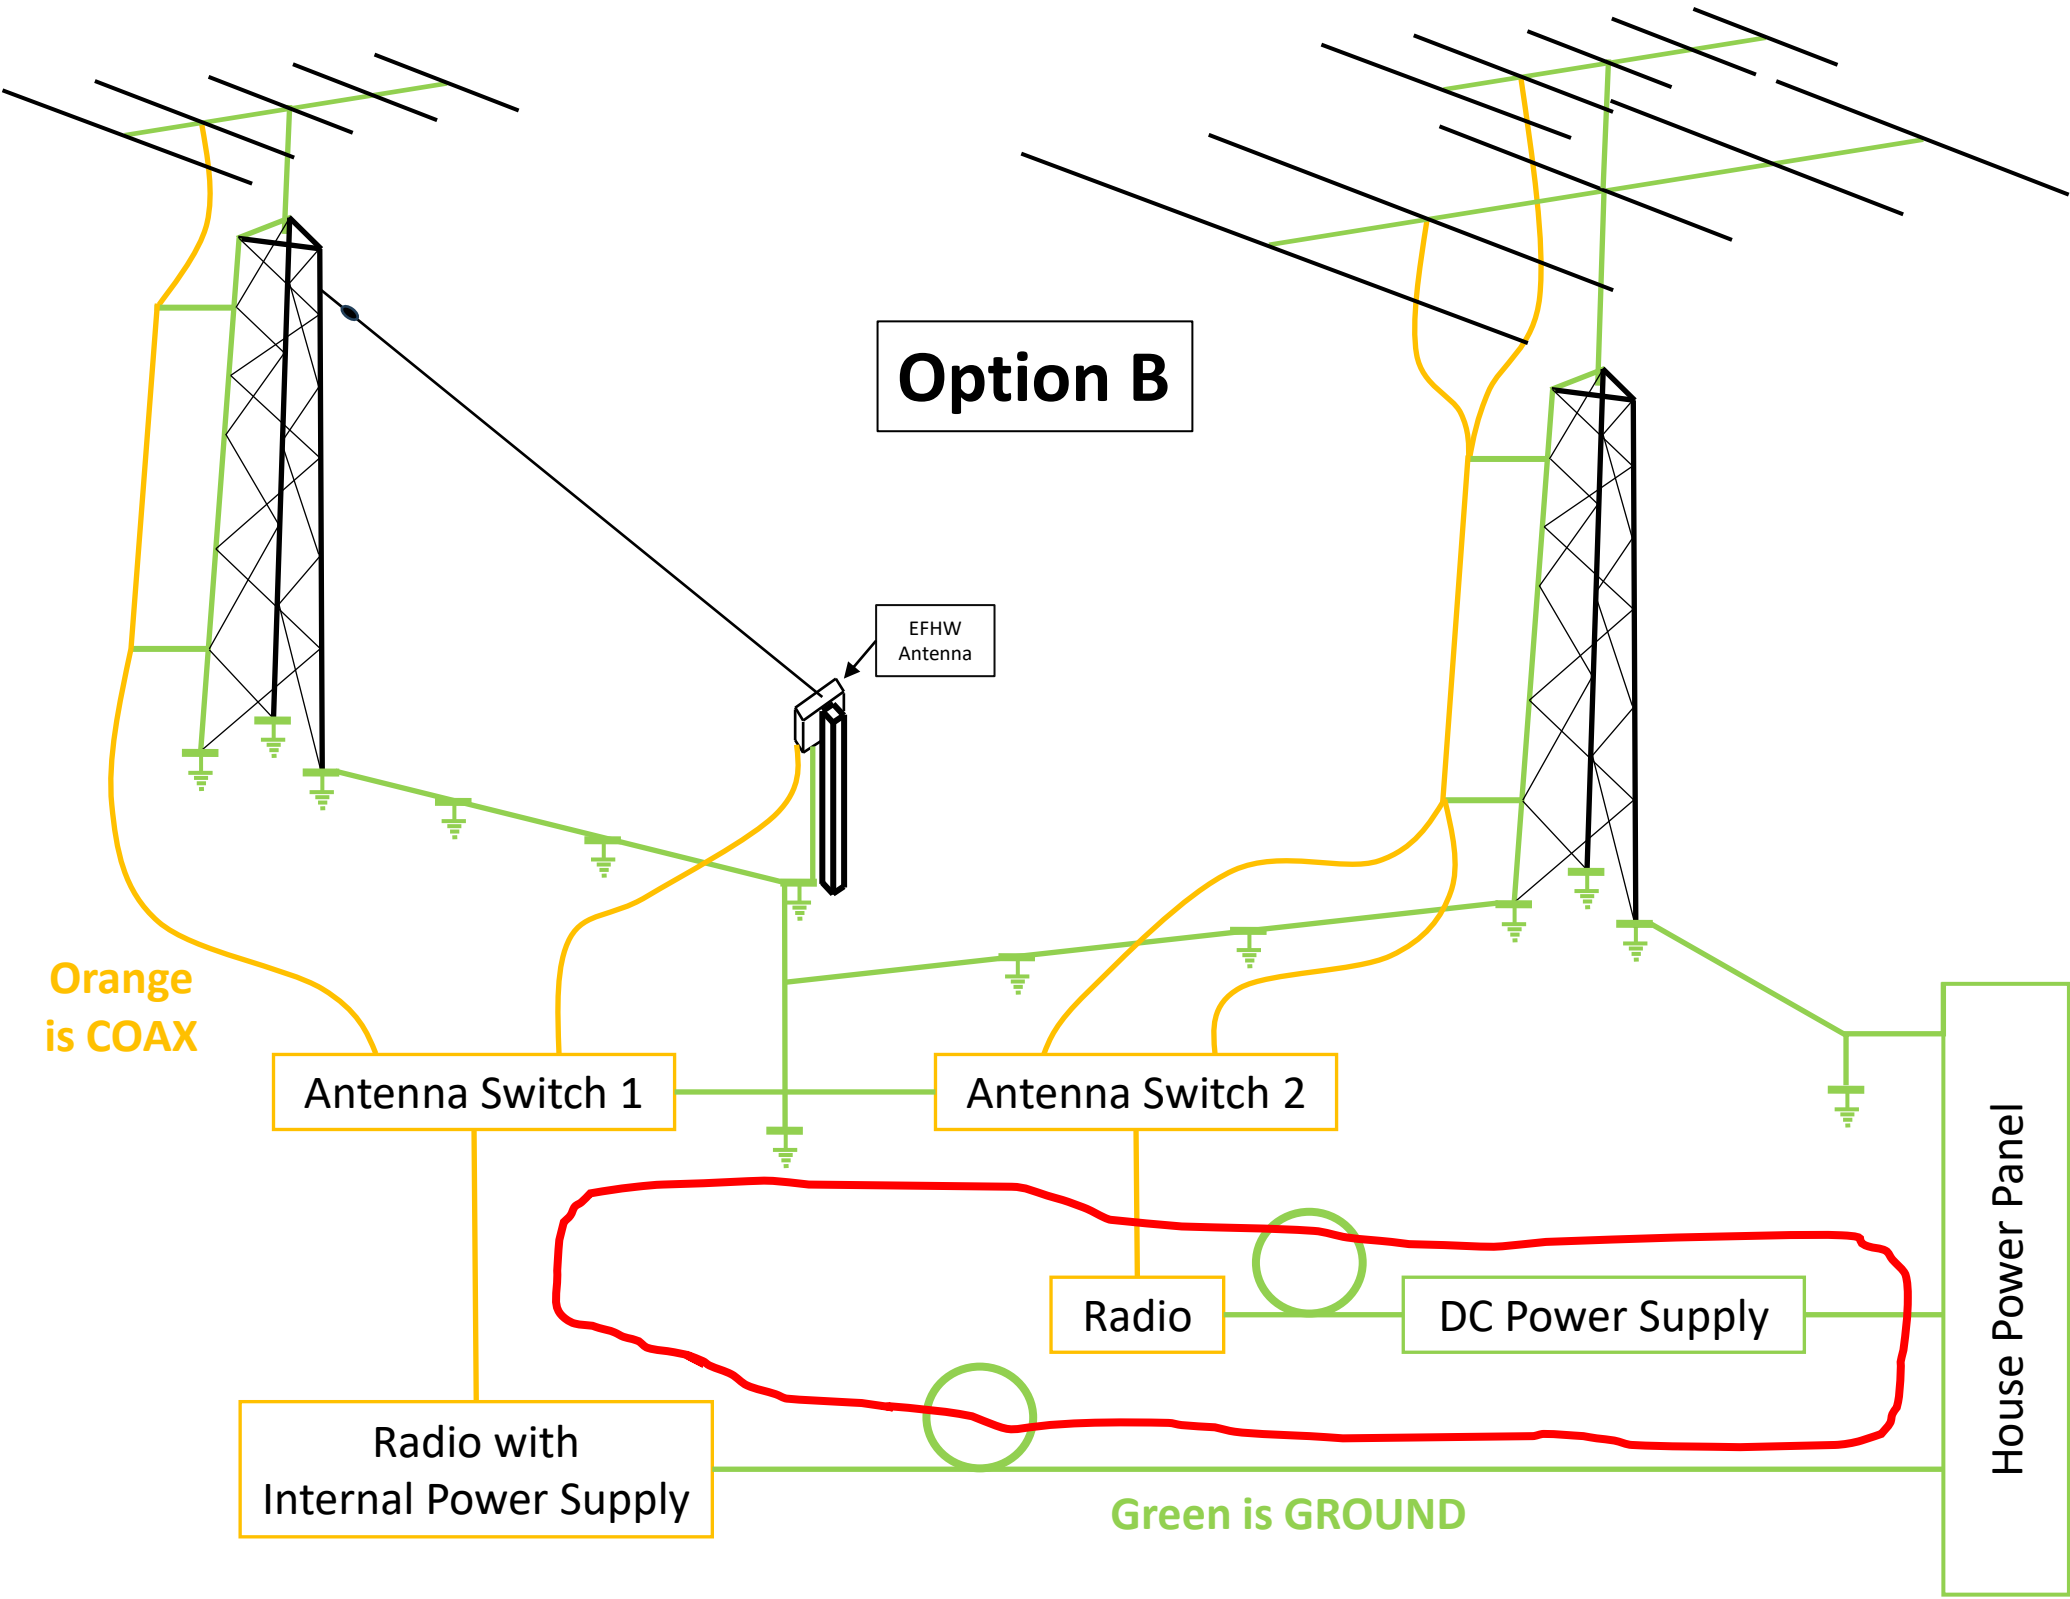 Option B
EFHW
Antenna
Orange
is COAX
Antenna Switch 1
Antenna Switch 2
House Power Panel
Radio
DC Power Supply
Radio with
Internal Power Supply
Green is GROUND